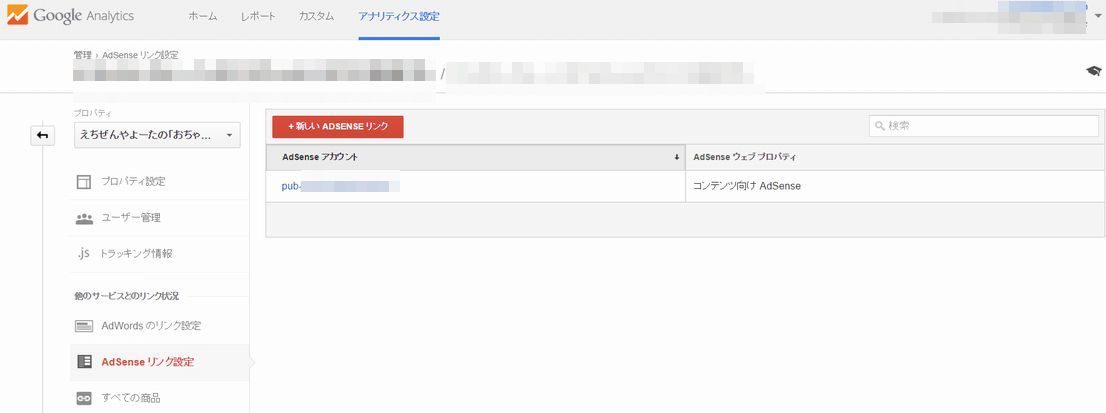 Google Analytics
ホーム
レポート
カスタム
アナリティクス設定
管理 › AdSense リンク設定
/
プロパティ
えちぜんやよーたの「おちゃ...
+ 新しい ADSENSE リンク
検索
AdSense アカウント
AdSense ウェブ プロパティ
pub-
コンテンツ向け AdSense
プロパティ設定
ユーザー管理
.js トラッキング情報
他のサービスとのリンク状況
AdWords のリンク設定
AdSense リンク設定
すべての商品